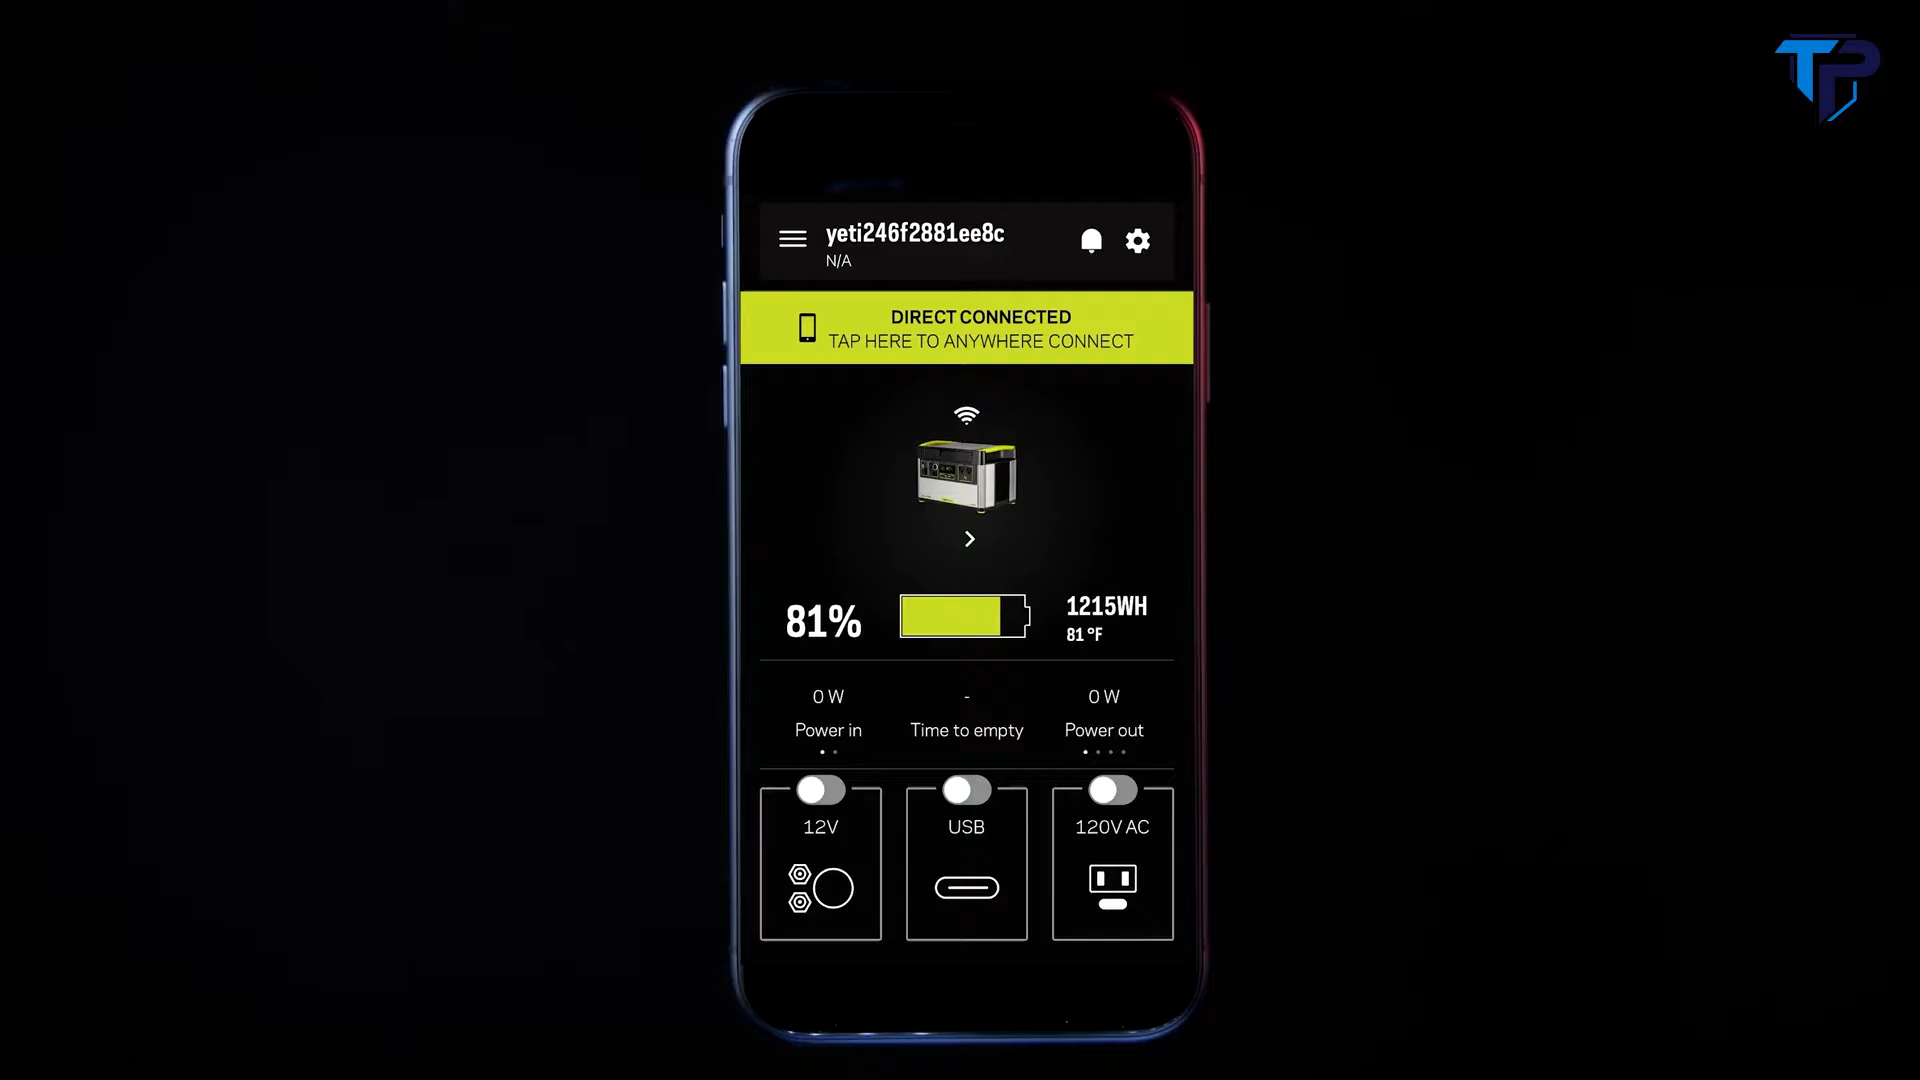 TP
yeti246f2881ee8c
N/A
DIRECT CONNECTED
TAP HERE TO ANYWHERE CONNECT
81%
1215WH
81 °F
0 W
-
0 W
Power in
Time to empty
Power out
12V
USB
120V AC